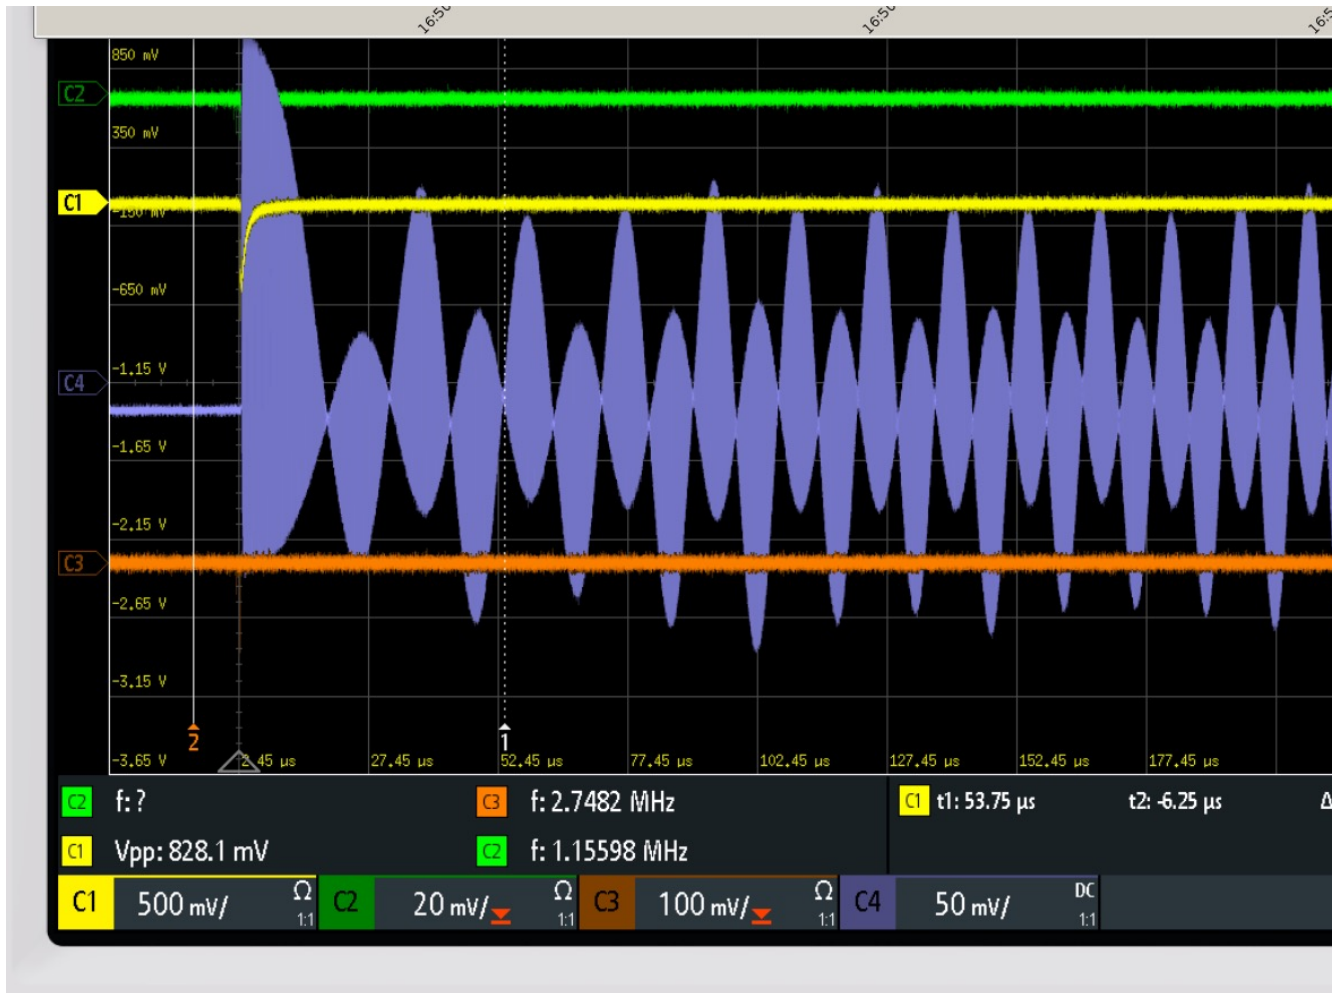 16:50
16:50
16:5
850 mV
C2
350 mV
C1
-150 mV
-650 mV
-1.15 V
C4
-1.65 V
-2.15 V
C3
-2.65 V
-3.15 V
2
1
-3.65 V
2.45 µs
27.45 µs
52.45 µs
77.45 µs
102.45 µs
127.45 µs
152.45 µs
177.45 µs
C2 f: ?
C3 f: 2.7482 MHz
C1 t1: 53.75 µs t2: -6.25 µs Δ
C1 Vpp: 828.1 mV
C2 f: 1.15598 MHz
C1 500 mV/ Ω 1:1
C2 20 mV/ Ω 1:1
C3 100 mV/ Ω 1:1
C4 50 mV/ DC 1:1